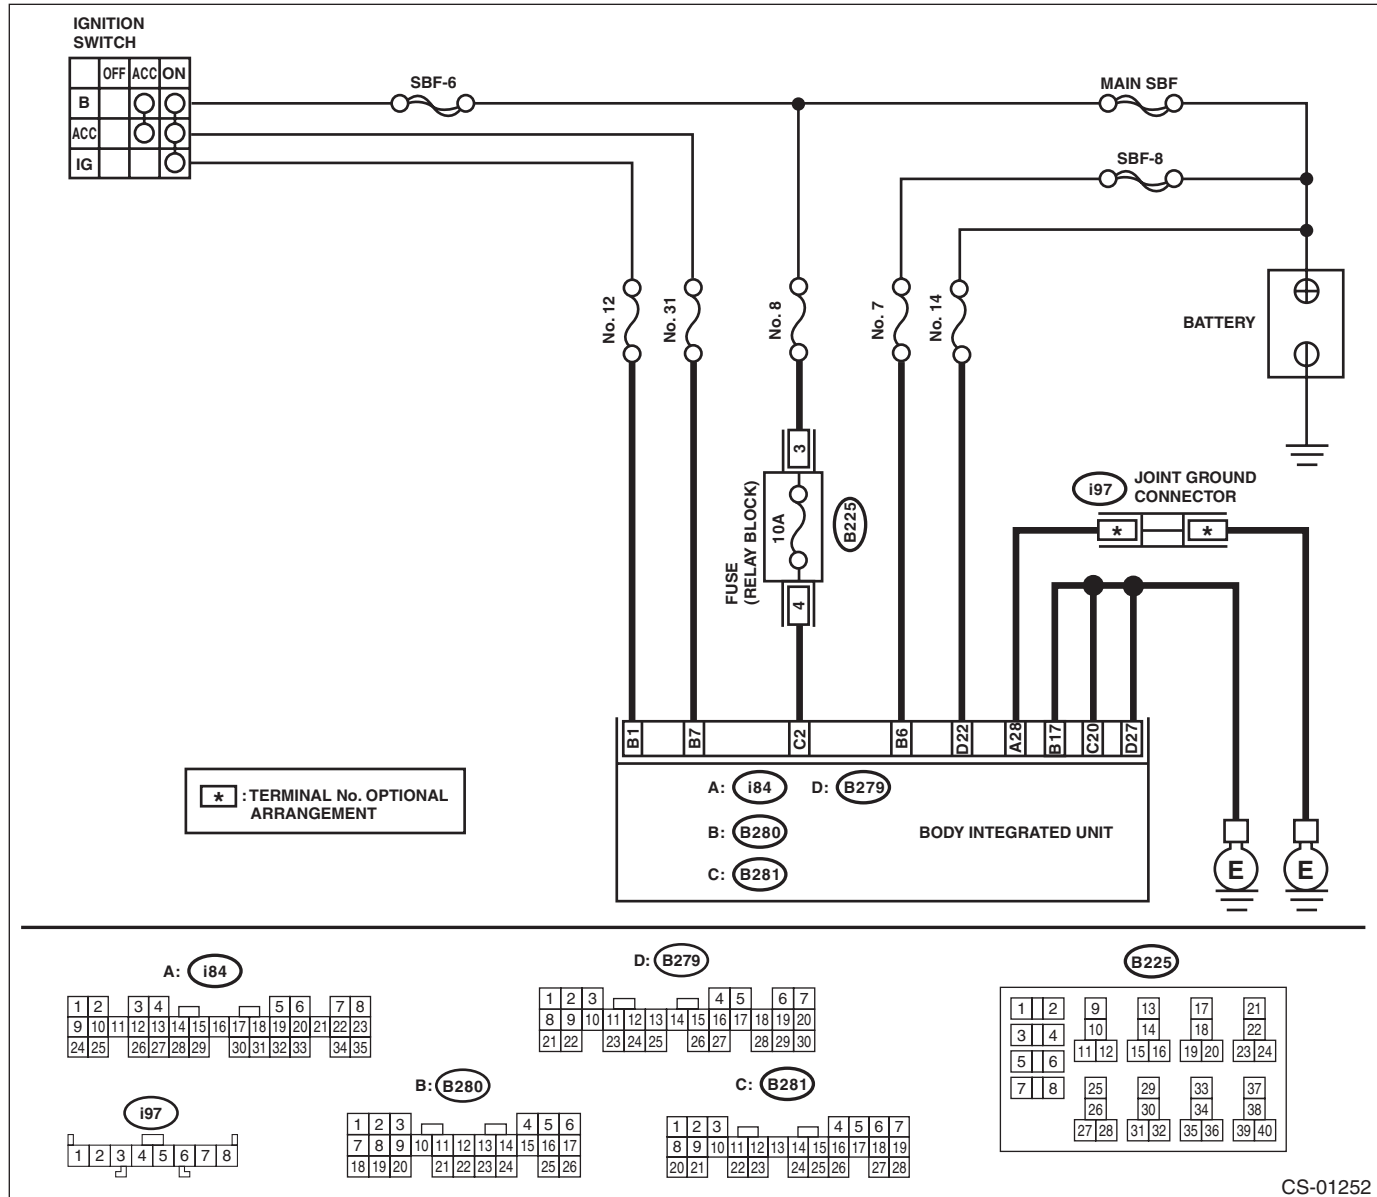 IGNITION
SWITCH
OFF ACC ON
B
ACC
IG
SBF-6
MAIN SBF
SBF-8
No. 12
No. 31
No. 8
No. 7
No. 14
BATTERY
3
FUSE
(RELAY BLOCK)
10A
B225
4
i97
JOINT GROUND
CONNECTOR
* *
B1 B7 C2 B6 D22 A28 B17 C20 D27
* : TERMINAL No. OPTIONAL
ARRANGEMENT
A: i84 D: B279
B: B280
C: B281
BODY INTEGRATED UNIT
E E
A: i84
1 2 3 4 5 6 7 8
9 10 11 12 13 14 15 16 17 18 19 20 21 22 23
24 25 26 27 28 29 30 31 32 33 34 35
D: B279
1 2 3 4 5 6 7
8 9 10 11 12 13 14 15 16 17 18 19 20
21 22 23 24 25 26 27 28 29 30
B225
1 2 9 13 17 21
3 4 10 14 18 22
11 12 15 16 19 20 23 24
5 6
7 8 25 29 33 37
26 30 34 38
27 28 31 32 35 36 39 40
i97
1 2 3 4 5 6 7 8
B: B280
1 2 3 4 5 6
7 8 9 10 11 12 13 14 15 16 17
18 19 20 21 22 23 24 25 26
C: B281
1 2 3 4 5 6 7
8 9 10 11 12 13 14 15 16 17 18 19
20 21 22 23 24 25 26 27 28
CS-01252